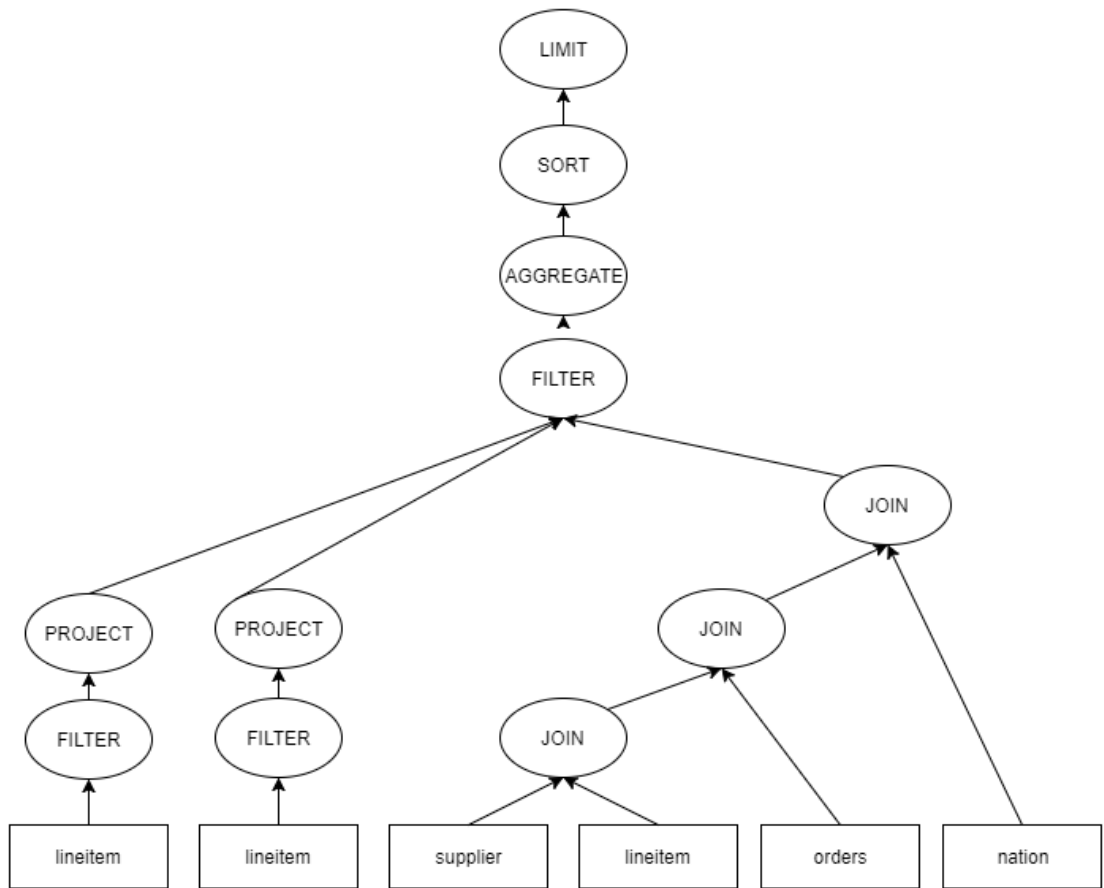 LIMIT
SORT
AGGREGATE
FILTER
JOIN
PROJECT
PROJECT
JOIN
FILTER
FILTER
JOIN
lineitem
lineitem
supplier
lineitem
orders
nation